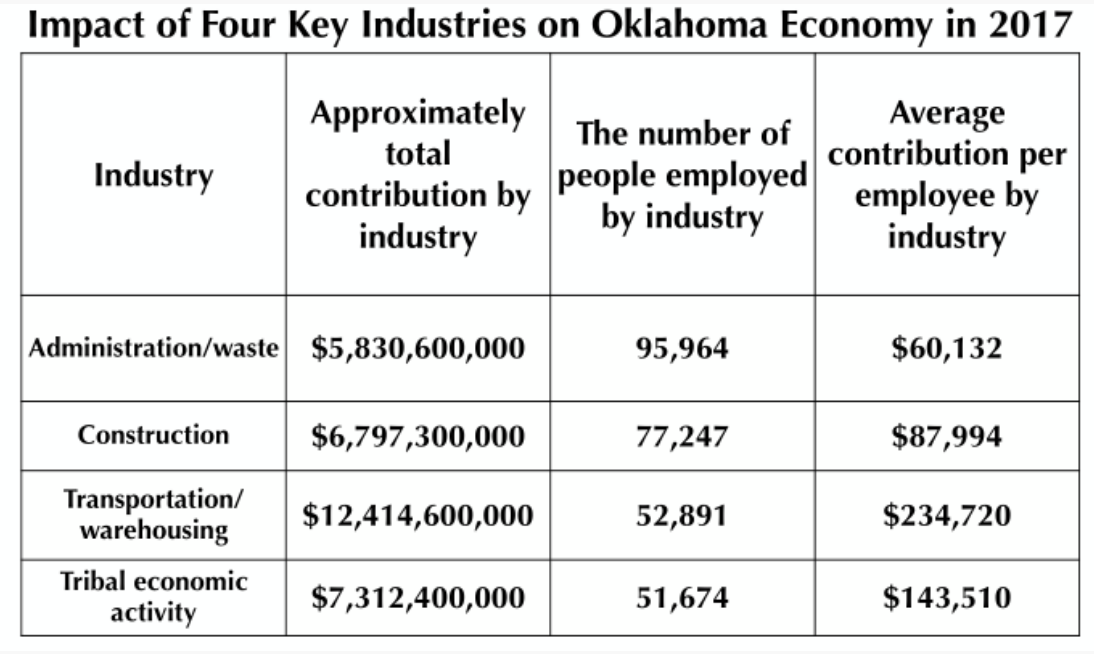 Impact of Four Key Industries on Oklahoma Economy in 2017
Industry
Approximately
total
contribution by
industry
The number of
people employed
by industry
Average
contribution per
employee by
industry
Administration/waste
$5,830,600,000
95,964
$60,132
Construction
$6,797,300,000
77,247
$87,994
Transportation/
warehousing
$12,414,600,000
52,891
$234,720
Tribal economic
activity
$7,312,400,000
51,674
$143,510